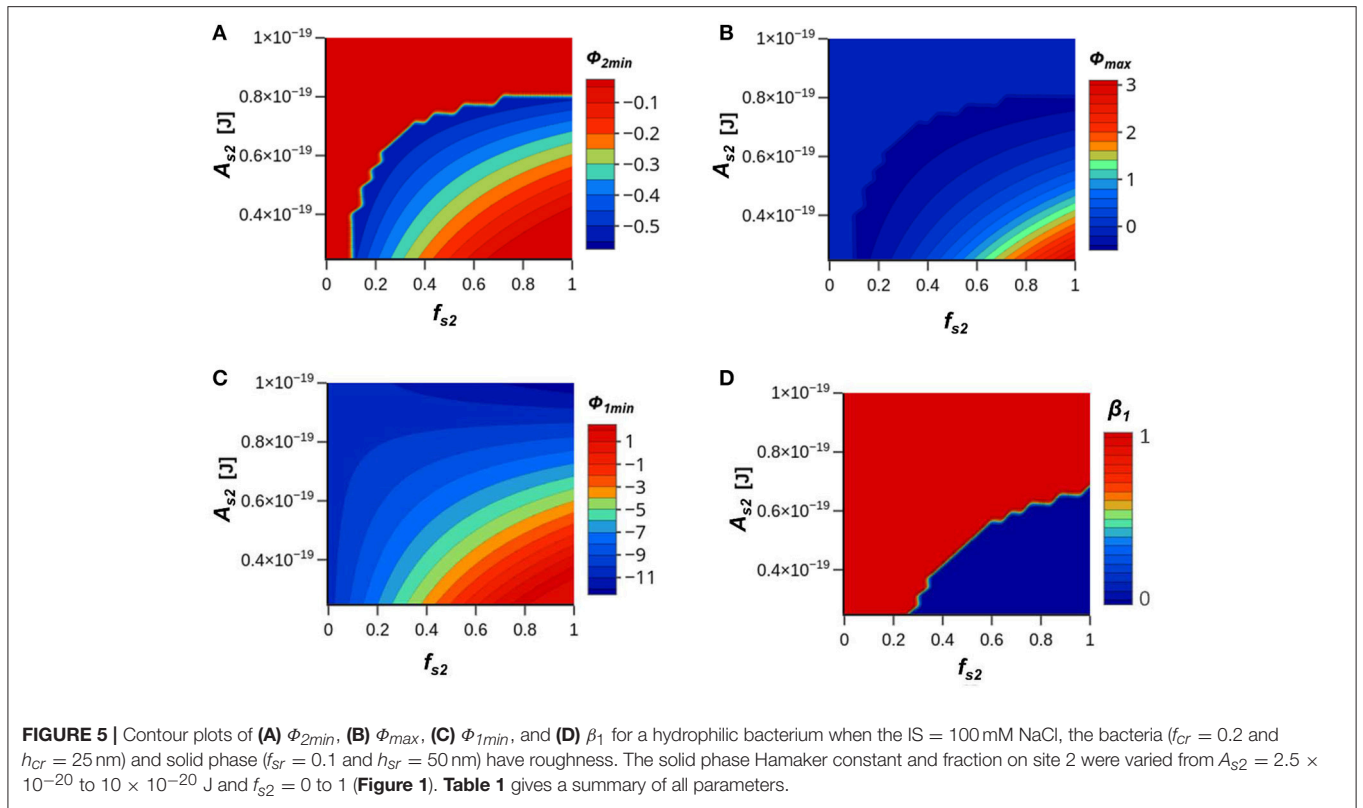 A
1×10⁻¹⁹
0.8×10⁻¹⁹
0.6×10⁻¹⁹
0.4×10⁻¹⁹
A_s2 [J]
0 0.2 0.4 0.6 0.8 1
f_s2
Φ_2min
−0.1
−0.2
−0.3
−0.4
−0.5
B
1×10⁻¹⁹
0.8×10⁻¹⁹
0.6×10⁻¹⁹
0.4×10⁻¹⁹
A_s2 [J]
0 0.2 0.4 0.6 0.8 1
f_s2
Φ_max
3
2
1
0
C
1×10⁻¹⁹
0.8×10⁻¹⁹
0.6×10⁻¹⁹
0.4×10⁻¹⁹
A_s2 [J]
0 0.2 0.4 0.6 0.8 1
f_s2
Φ_1min
1
−1
−3
−5
−7
−9
−11
D
1×10⁻¹⁹
0.8×10⁻¹⁹
0.6×10⁻¹⁹
0.4×10⁻¹⁹
A_s2 [J]
0 0.2 0.4 0.6 0.8 1
f_s2
β_1
1
0
FIGURE 5 | Contour plots of (A) Φ_2min, (B) Φ_max, (C) Φ_1min, and (D) β_1 for a hydrophilic bacterium when the IS = 100 mM NaCl, the bacteria (f_cr = 0.2 and
h_cr = 25 nm) and solid phase (f_sr = 0.1 and h_sr = 50 nm) have roughness. The solid phase Hamaker constant and fraction on site 2 were varied from A_s2 = 2.5 ×
10⁻²⁰ to 10 × 10⁻²⁰ J and f_s2 = 0 to 1 (Figure 1). Table 1 gives a summary of all parameters.